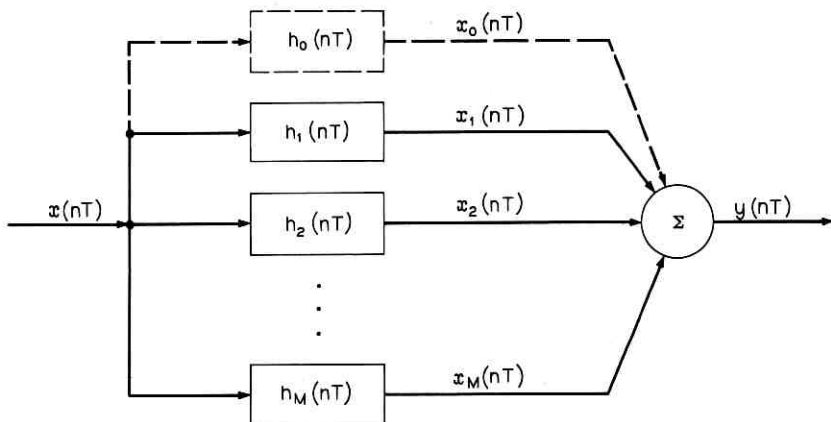 h₀(nT)
x₀(nT)
h₁(nT)
x₁(nT)
x(nT)
h₂(nT)
x₂(nT)
Σ
y(nT)
h_M(nT)
x_M(nT)